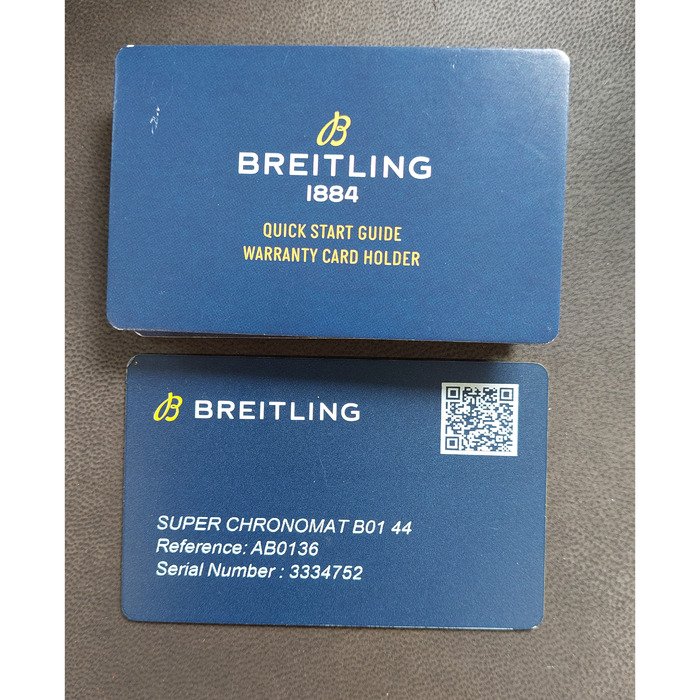 B
BREITLING
1884
QUICK START GUIDE
WARRANTY CARD HOLDER
B BREITLING
SUPER CHRONOMAT B01 44
Reference: AB0136
Serial Number : 3334752